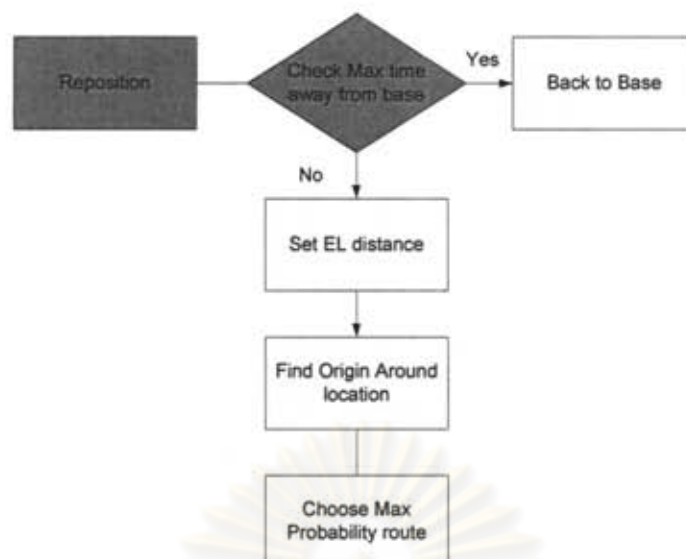 Reposition
Check Max time
away from base
Yes
Back to Base
No
Set EL distance
Find Origin Around
location
Choose Max
Probability route